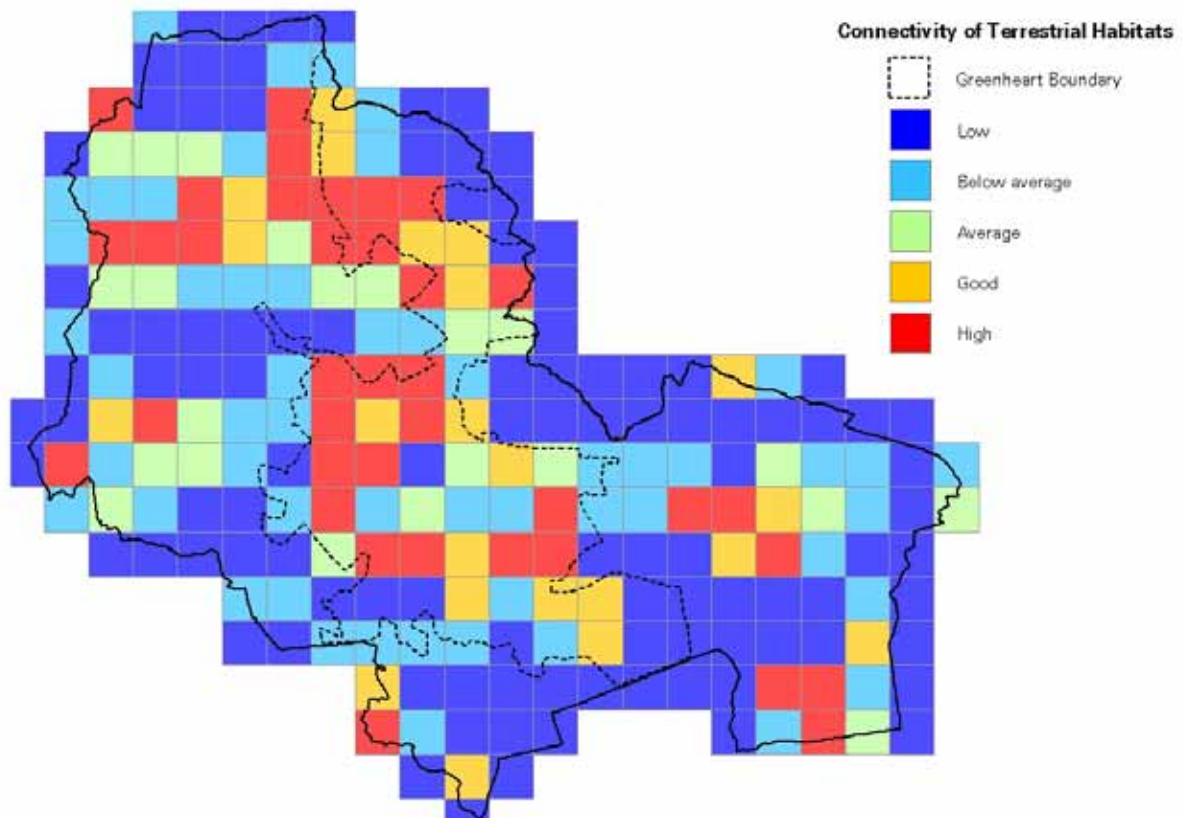 Connectivity of Terrestrial Habitats
Greenheart Boundary
Low
Below average
Average
Good
High